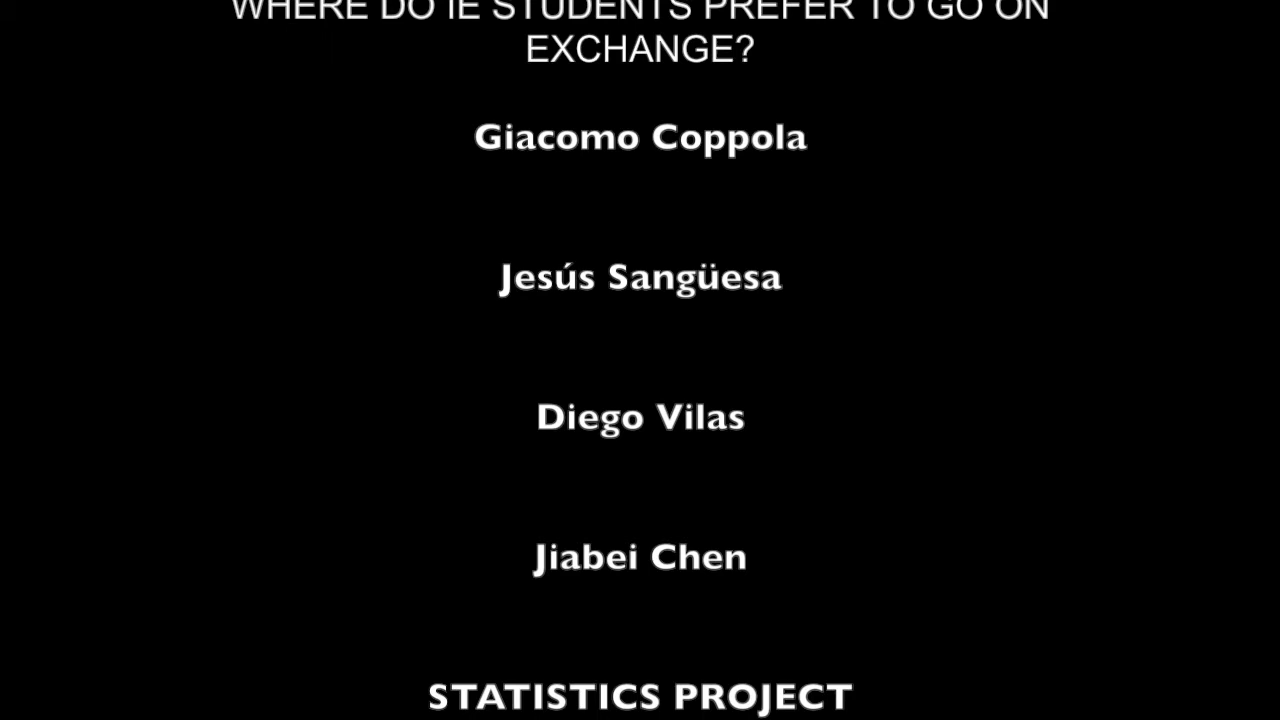 WHERE DO IE STUDENTS PREFER TO GO ON
EXCHANGE?
Giacomo Coppola
Jesús Sangüesa
Diego Vilas
Jiabei Chen
STATISTICS PROJECT